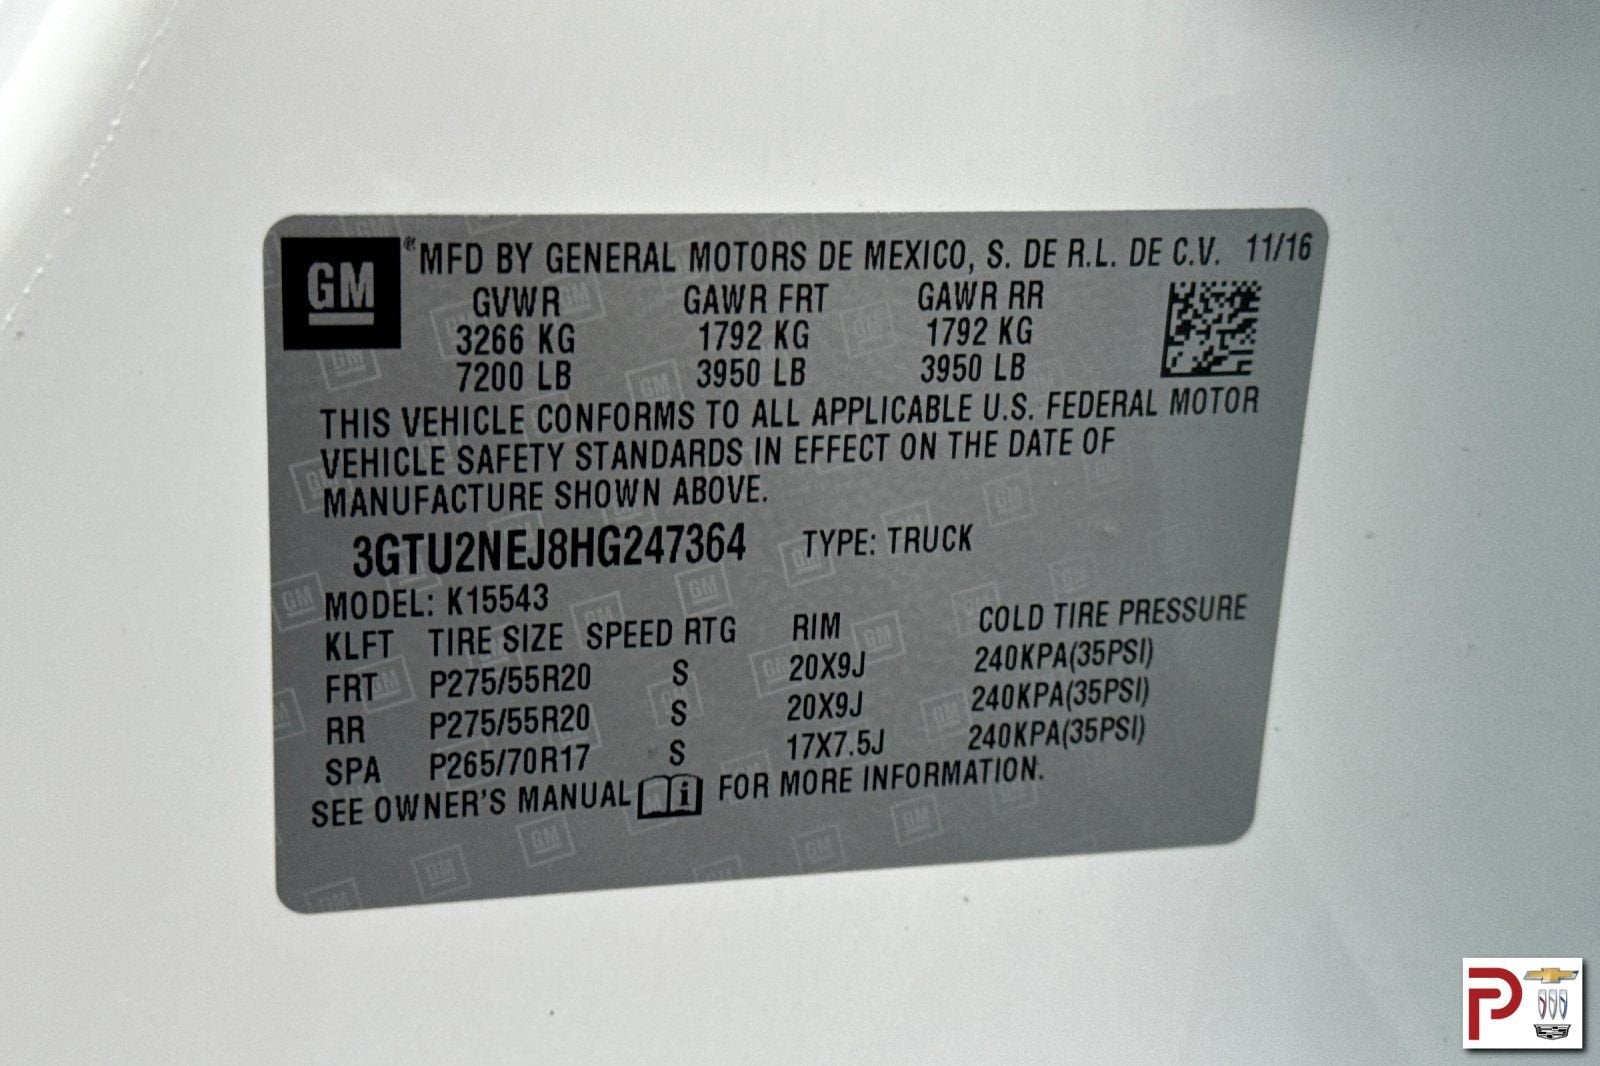 GM ® MFD BY GENERAL MOTORS DE MEXICO, S. DE R.L. DE C.V. 11/16
GVWR GAWR FRT GAWR RR
3266 KG 1792 KG 1792 KG
7200 LB 3950 LB 3950 LB
THIS VEHICLE CONFORMS TO ALL APPLICABLE U.S. FEDERAL MOTOR
VEHICLE SAFETY STANDARDS IN EFFECT ON THE DATE OF
MANUFACTURE SHOWN ABOVE.
3GTU2NEJ8HG247364 TYPE: TRUCK
MODEL: K15543
KLFT TIRE SIZE SPEED RTG RIM COLD TIRE PRESSURE
FRT P275/55R20 S 20X9J 240KPA(35PSI)
RR P275/55R20 S 20X9J 240KPA(35PSI)
SPA P265/70R17 S 17X7.5J 240KPA(35PSI)
SEE OWNER'S MANUAL i FOR MORE INFORMATION.
P